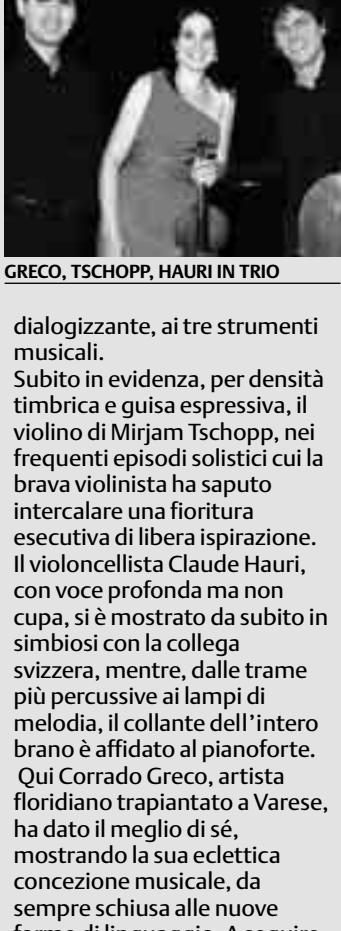 GRECO, TSCHOPP, HAURI IN TRIO
dialogizzante, ai tre strumenti
musicali.
Subito in evidenza, per densità
timbrica e guisa espressiva, il
violino di Mirjam Tschopp, nei
frequenti episodi solistici cui la
brava violinista ha saputo
intercalare una fioritura
esecutiva di libera ispirazione.
Il violoncellista Claude Hauri,
con voce profonda ma non
cupa, si è mostrato da subito in
simbiosi con la collega
svizzera, mentre, dalle trame
più percussive ai lampi di
melodia, il collante dell'intero
brano è affidato al pianoforte.
Qui Corrado Greco, artista
floridiano trapiantato a Varese,
ha dato il meglio di sé,
mostrando la sua eclettica
concezione musicale, da
sempre schiusa alle nuove
forme di linguaggio. A seguire